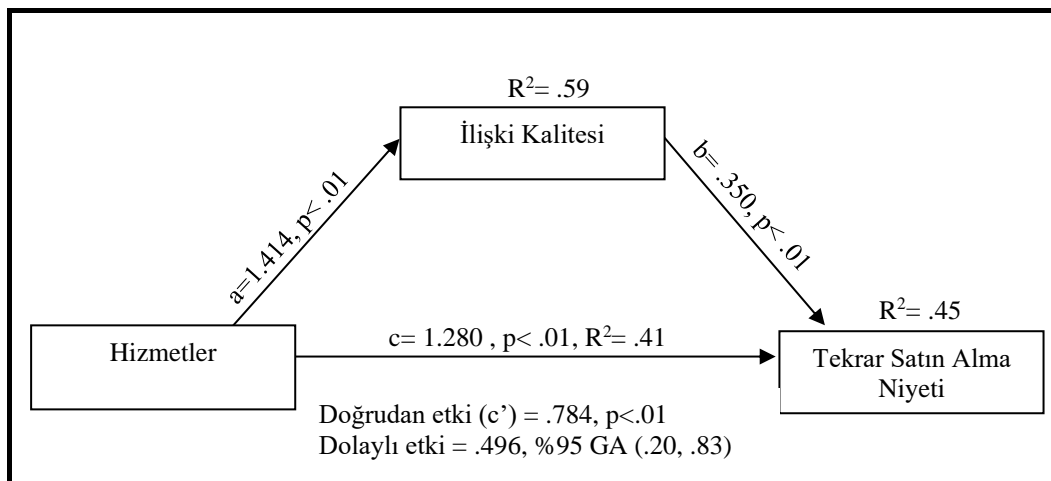 R²= .59
İlişki Kalitesi
a=1.414, p< .01
b= .350, p< .01
R²= .45
Hizmetler
c= 1.280 , p< .01, R²= .41
Tekrar Satın Alma
Niyeti
Doğrudan etki (c’) = .784, p<.01
Dolaylı etki = .496, %95 GA (.20, .83)